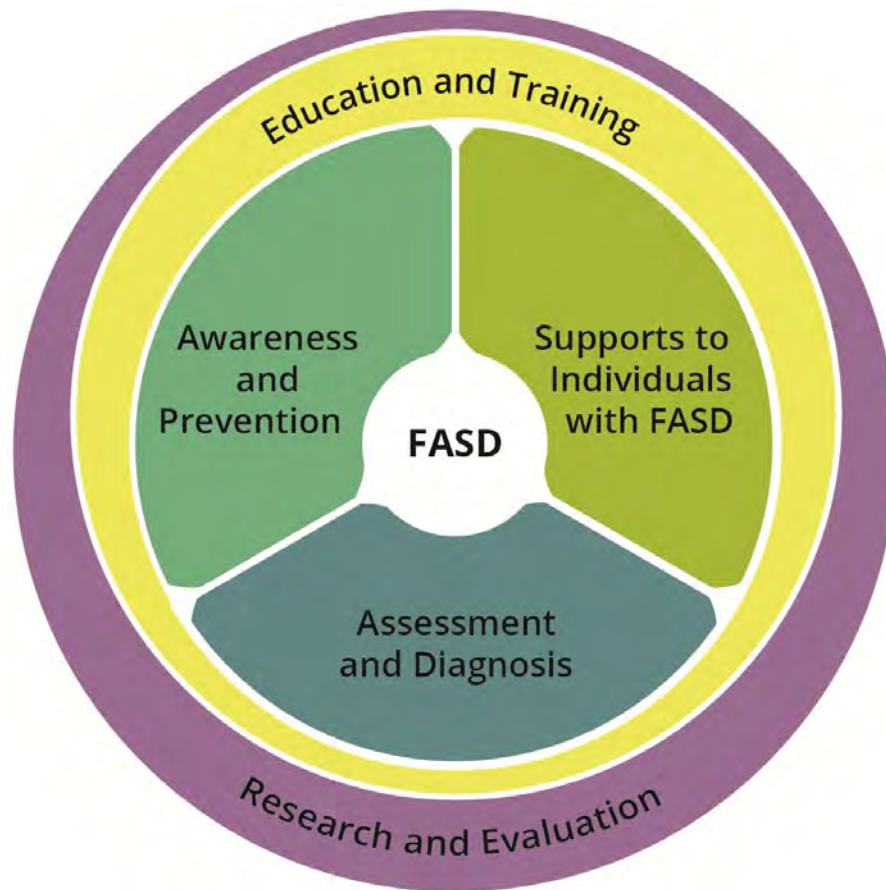 Education and Training
Awareness
and
Prevention
Supports to
Individuals
with FASD
FASD
Assessment
and Diagnosis
Research and Evaluation